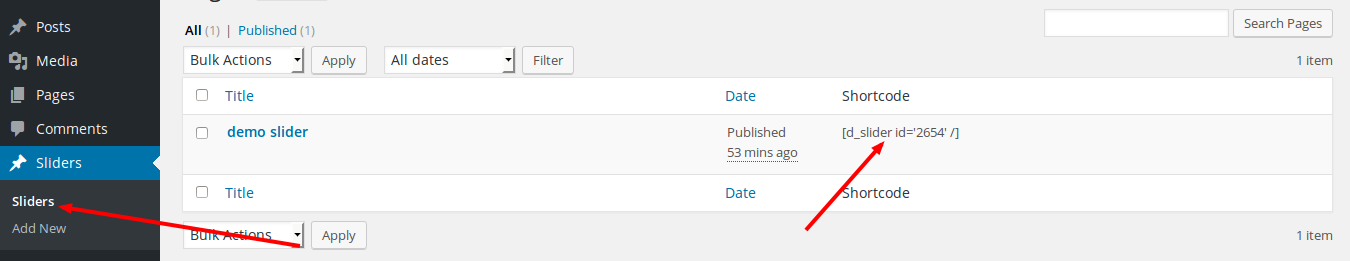 Posts
Media
Pages
Comments
Sliders
Sliders
Add New
All (1) | Published (1)
Search Pages
Bulk Actions Apply All dates Filter 1 item
Title Date Shortcode
demo slider Published [d_slider id='2654' /]
53 mins ago
Title Date Shortcode
Bulk Actions Apply 1 item